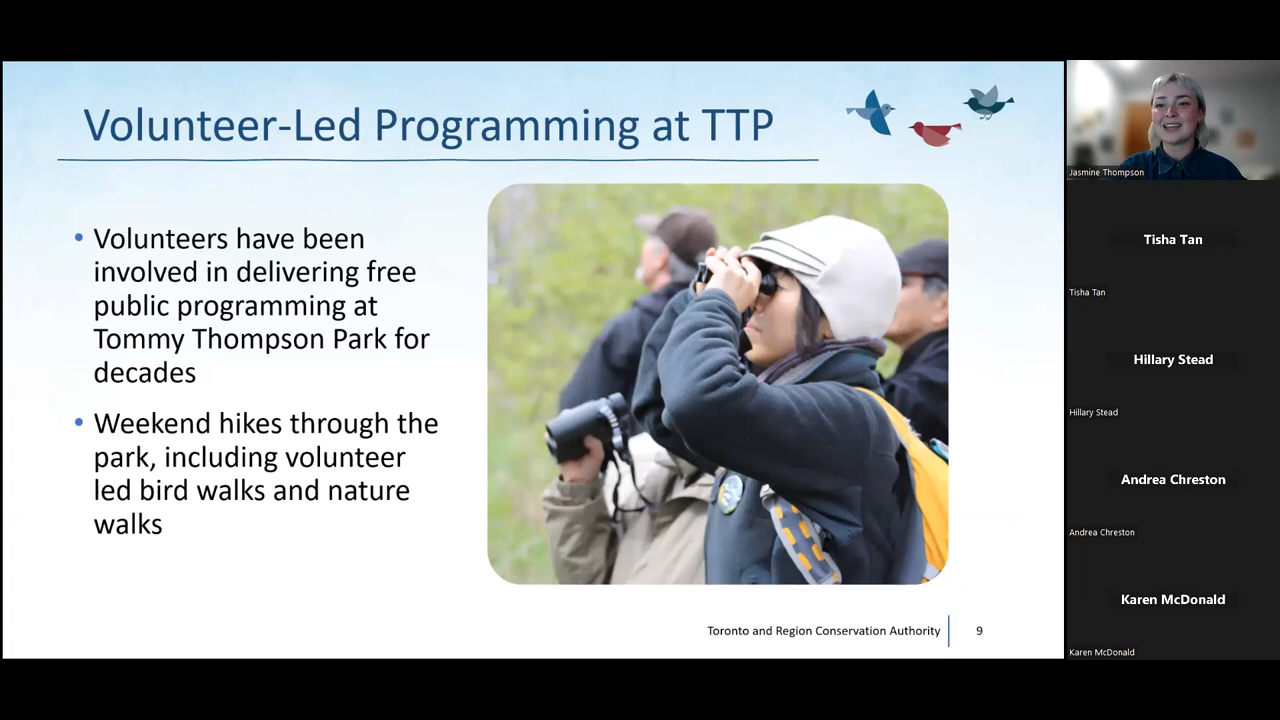 Volunteer-Led Programming at TTP
• Volunteers have been
involved in delivering free
public programming at
Tommy Thompson Park for
decades
• Weekend hikes through the
park, including volunteer
led bird walks and nature
walks
Toronto and Region Conservation Authority
9
Jasmine Thompson
Tisha Tan
Tisha Tan
Hillary Stead
Hillary Stead
Andrea Chreston
Andrea Chreston
Karen McDonald
Karen McDonald